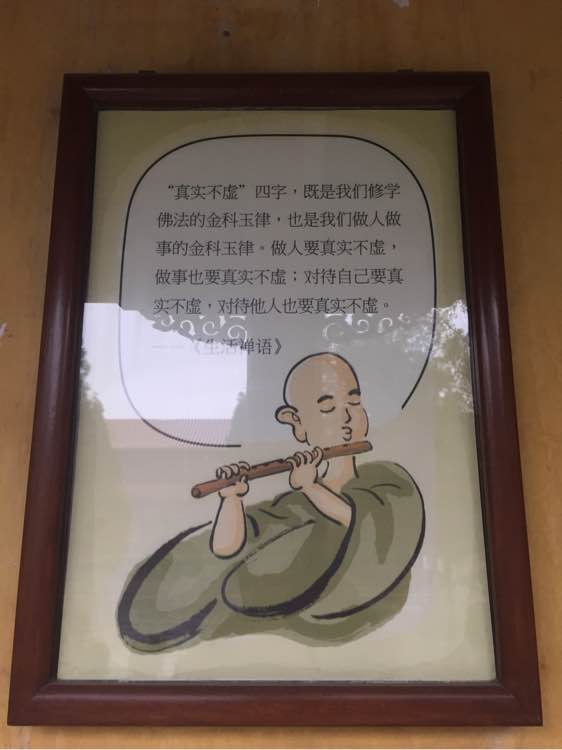 “真实不虚”四字，既是我们修学
佛法的金科玉律，也是我们做人做
事的金科玉律。做人要真实不虚，
做事也要真实不虚；对待自己要真
实不虚，对待他人也要真实不虚。
——《生活禅语》